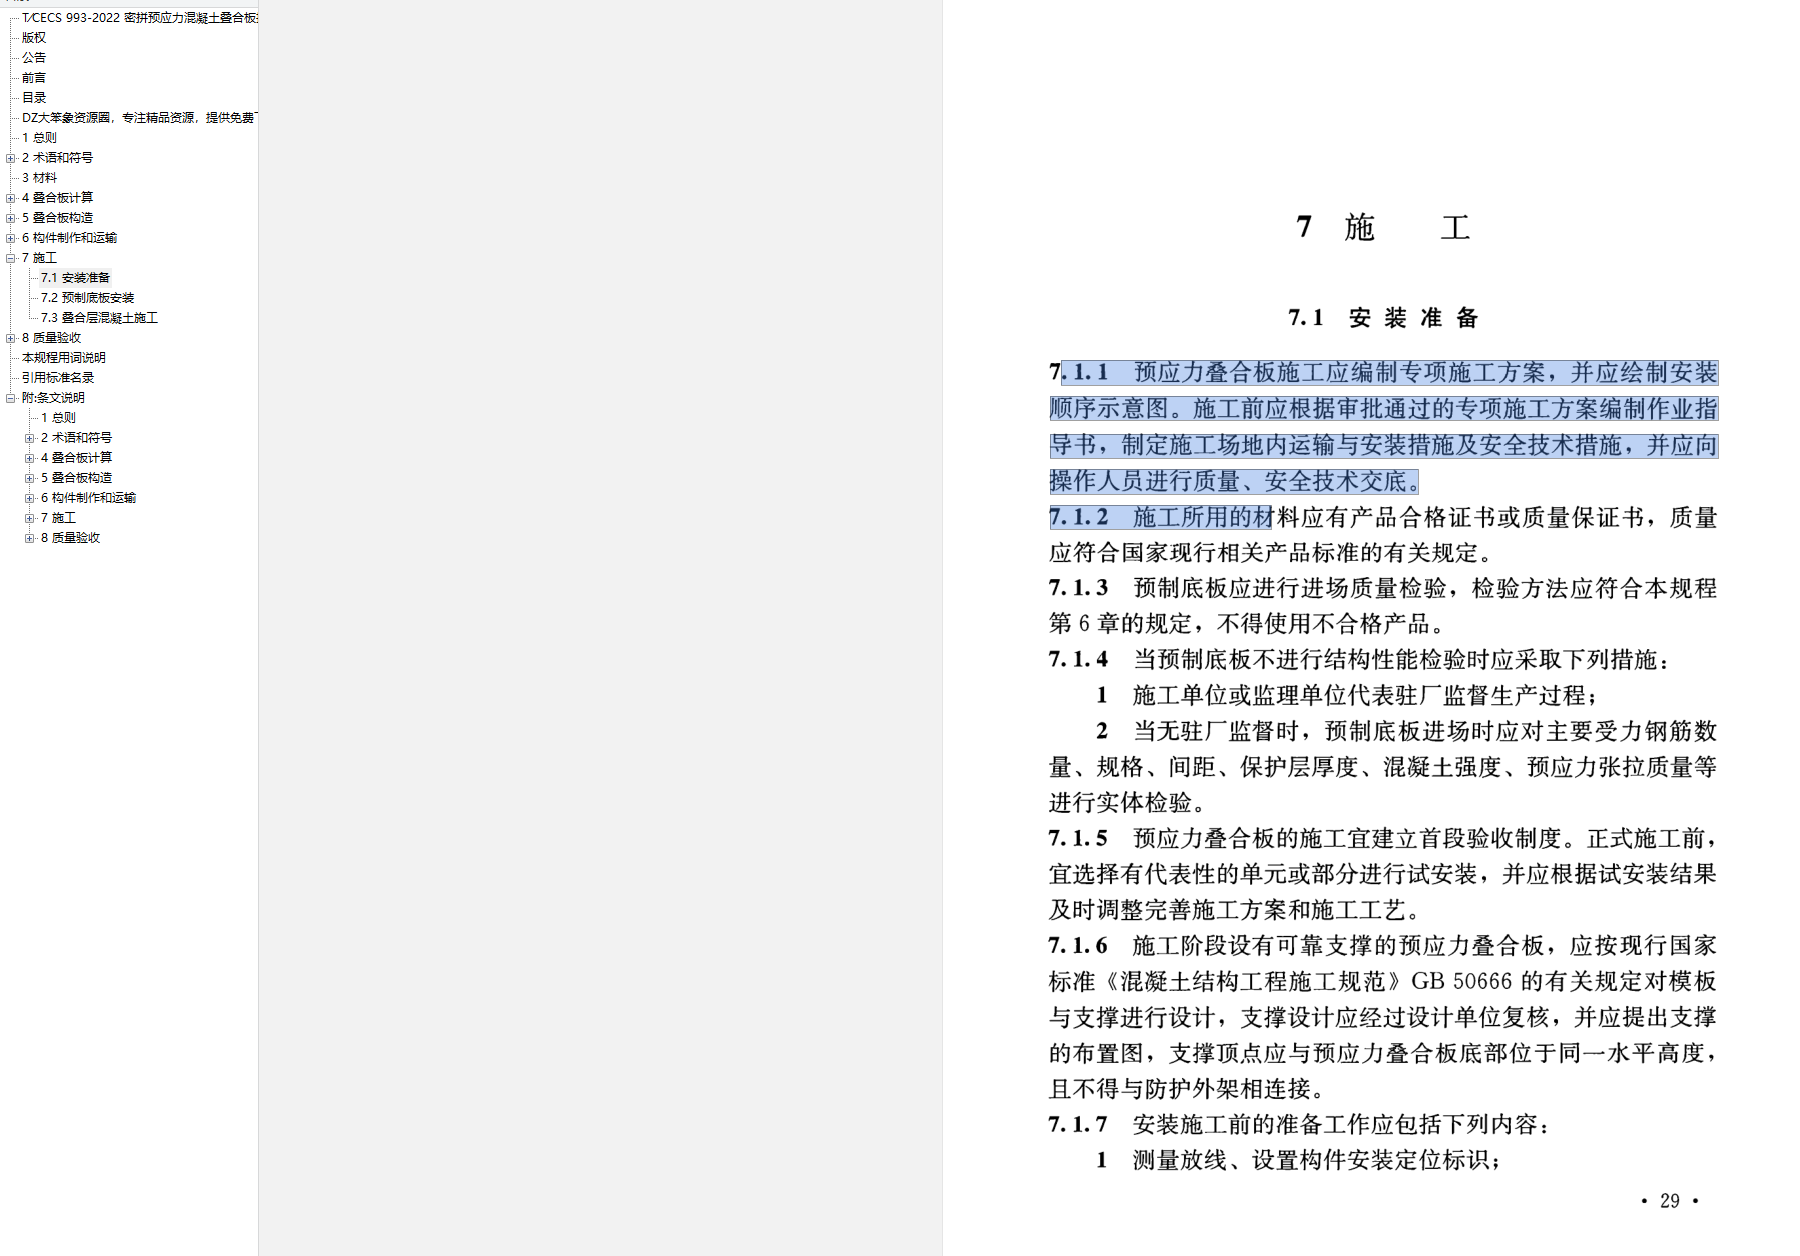 T/CECS 993-2022 密拼预应力混凝土叠合板
版权
公告
前言
目录
DZ大笨象资源圈，专注精品资源，提供免费
1 总则
2 术语和符号
3 材料
4 叠合板计算
5 叠合板构造
6 构件制作和运输
7 施工
7.1 安装准备
7.2 预制底板安装
7.3 叠合层混凝土施工
8 质量验收
本规程用词说明
引用标准名录
附:条文说明
1 总则
2 术语和符号
4 叠合板计算
5 叠合板构造
6 构件制作和运输
7 施工
8 质量验收
7 施 工
7.1 安装准备
7.1.1 预应力叠合板施工应编制专项施工方案，并应绘制安装
顺序示意图。施工前应根据审批通过的专项施工方案编制作业指
导书，制定施工场地内运输与安装措施及安全技术措施，并应向
操作人员进行质量、安全技术交底。
7.1.2 施工所用的材料应有产品合格证书或质量保证书，质量
应符合国家现行相关产品标准的有关规定。
7.1.3 预制底板应进行进场质量检验，检验方法应符合本规程
第 6 章的规定，不得使用不合格产品。
7.1.4 当预制底板不进行结构性能检验时应采取下列措施：
1 施工单位或监理单位代表驻厂监督生产过程；
2 当无驻厂监督时，预制底板进场时应对主要受力钢筋数
量、规格、间距、保护层厚度、混凝土强度、预应力张拉质量等
进行实体检验。
7.1.5 预应力叠合板的施工宜建立首段验收制度。正式施工前，
宜选择有代表性的单元或部分进行试安装，并应根据试安装结果
及时调整完善施工方案和施工工艺。
7.1.6 施工阶段设有可靠支撑的预应力叠合板，应按现行国家
标准《混凝土结构工程施工规范》GB 50666 的有关规定对模板
与支撑进行设计，支撑设计应经过设计单位复核，并应提出支撑
的布置图，支撑顶点应与预应力叠合板底部位于同一水平高度，
且不得与防护外架相连接。
7.1.7 安装施工前的准备工作应包括下列内容：
1 测量放线、设置构件安装定位标识；
· 29 ·